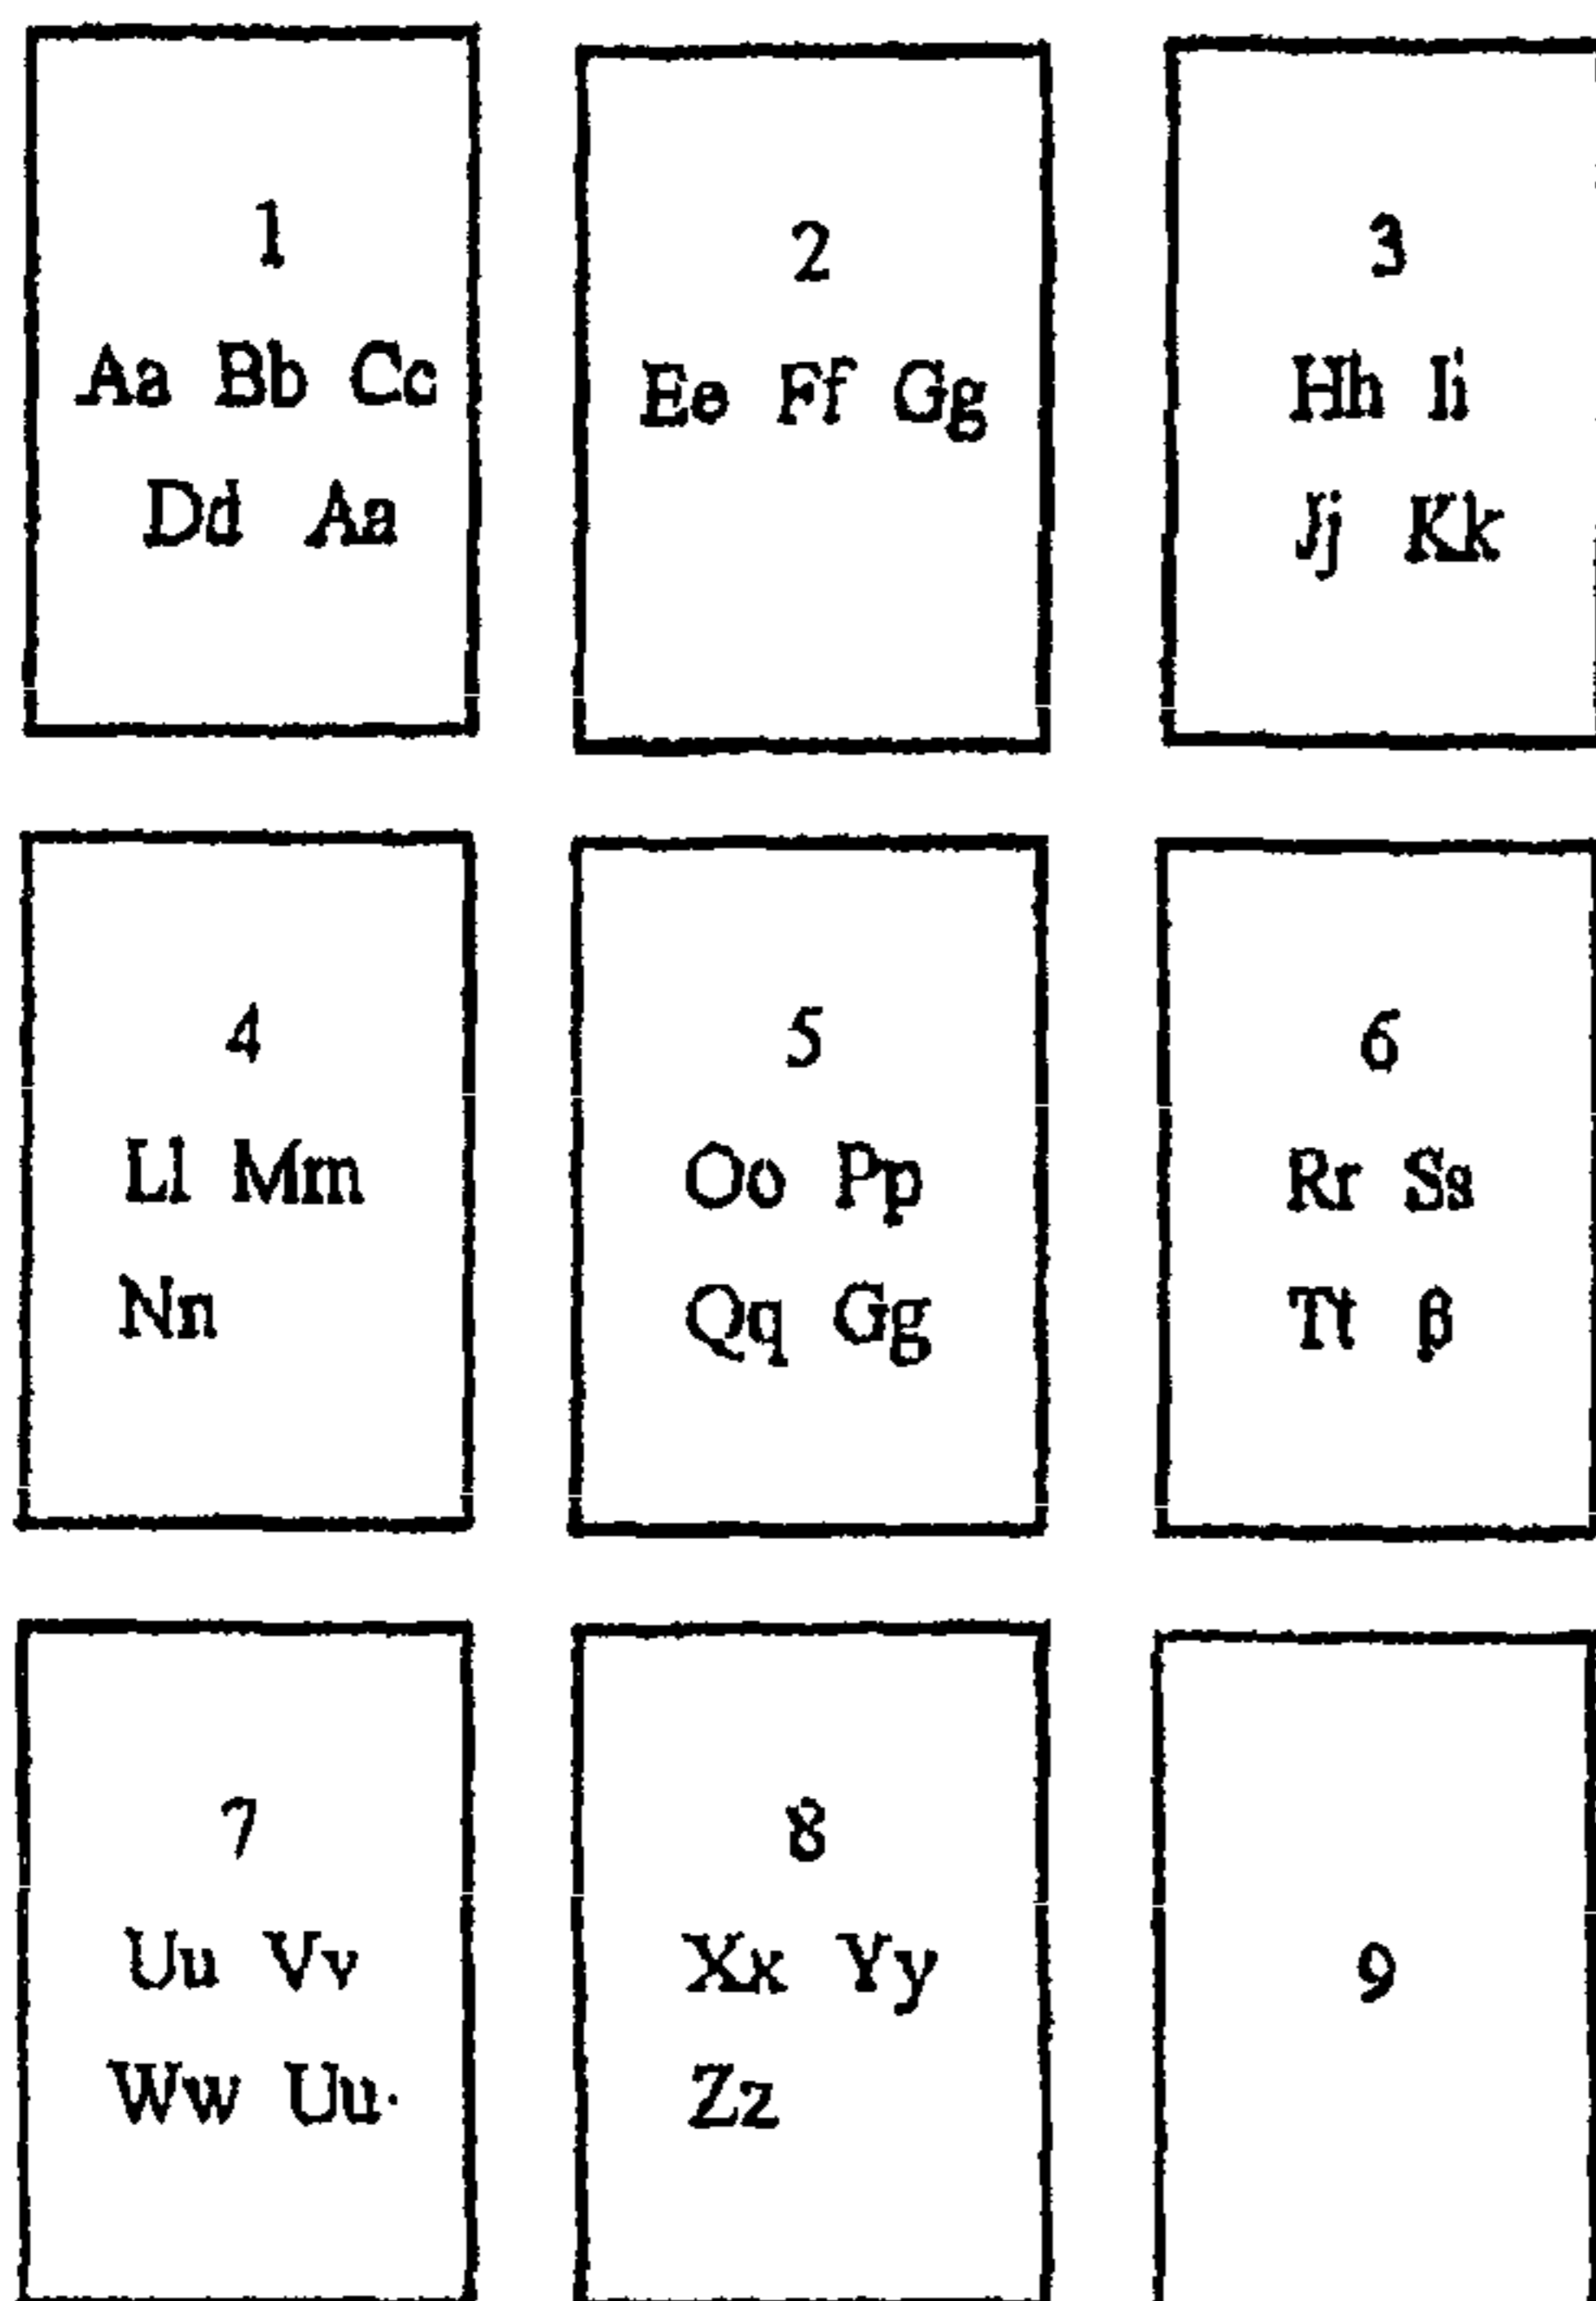 1
Aa Bb Cc
Dd Aa
2
Ee Ff Gg
3
Hh Ii
Jj Kk
4
Ll Mm
Nn
5
Oo Pp
Qq Gg
6
Rr Ss
Tt β
7
Uu Vv
Ww Uu·
8
Xx Yy
Zz
9